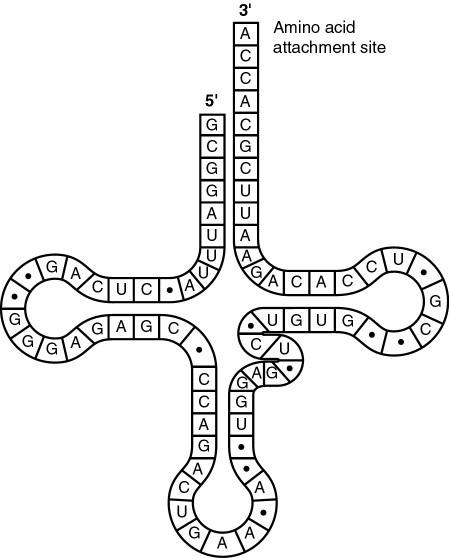 3'
Amino acid
attachment site
5'
G C G G A U U U A • C U C A G • • G G G A G A G C • C C A G A C U G A A • A • • U G G A G • U C • U G U G • • C G • U C C A C A G A A U U C G C A C C A